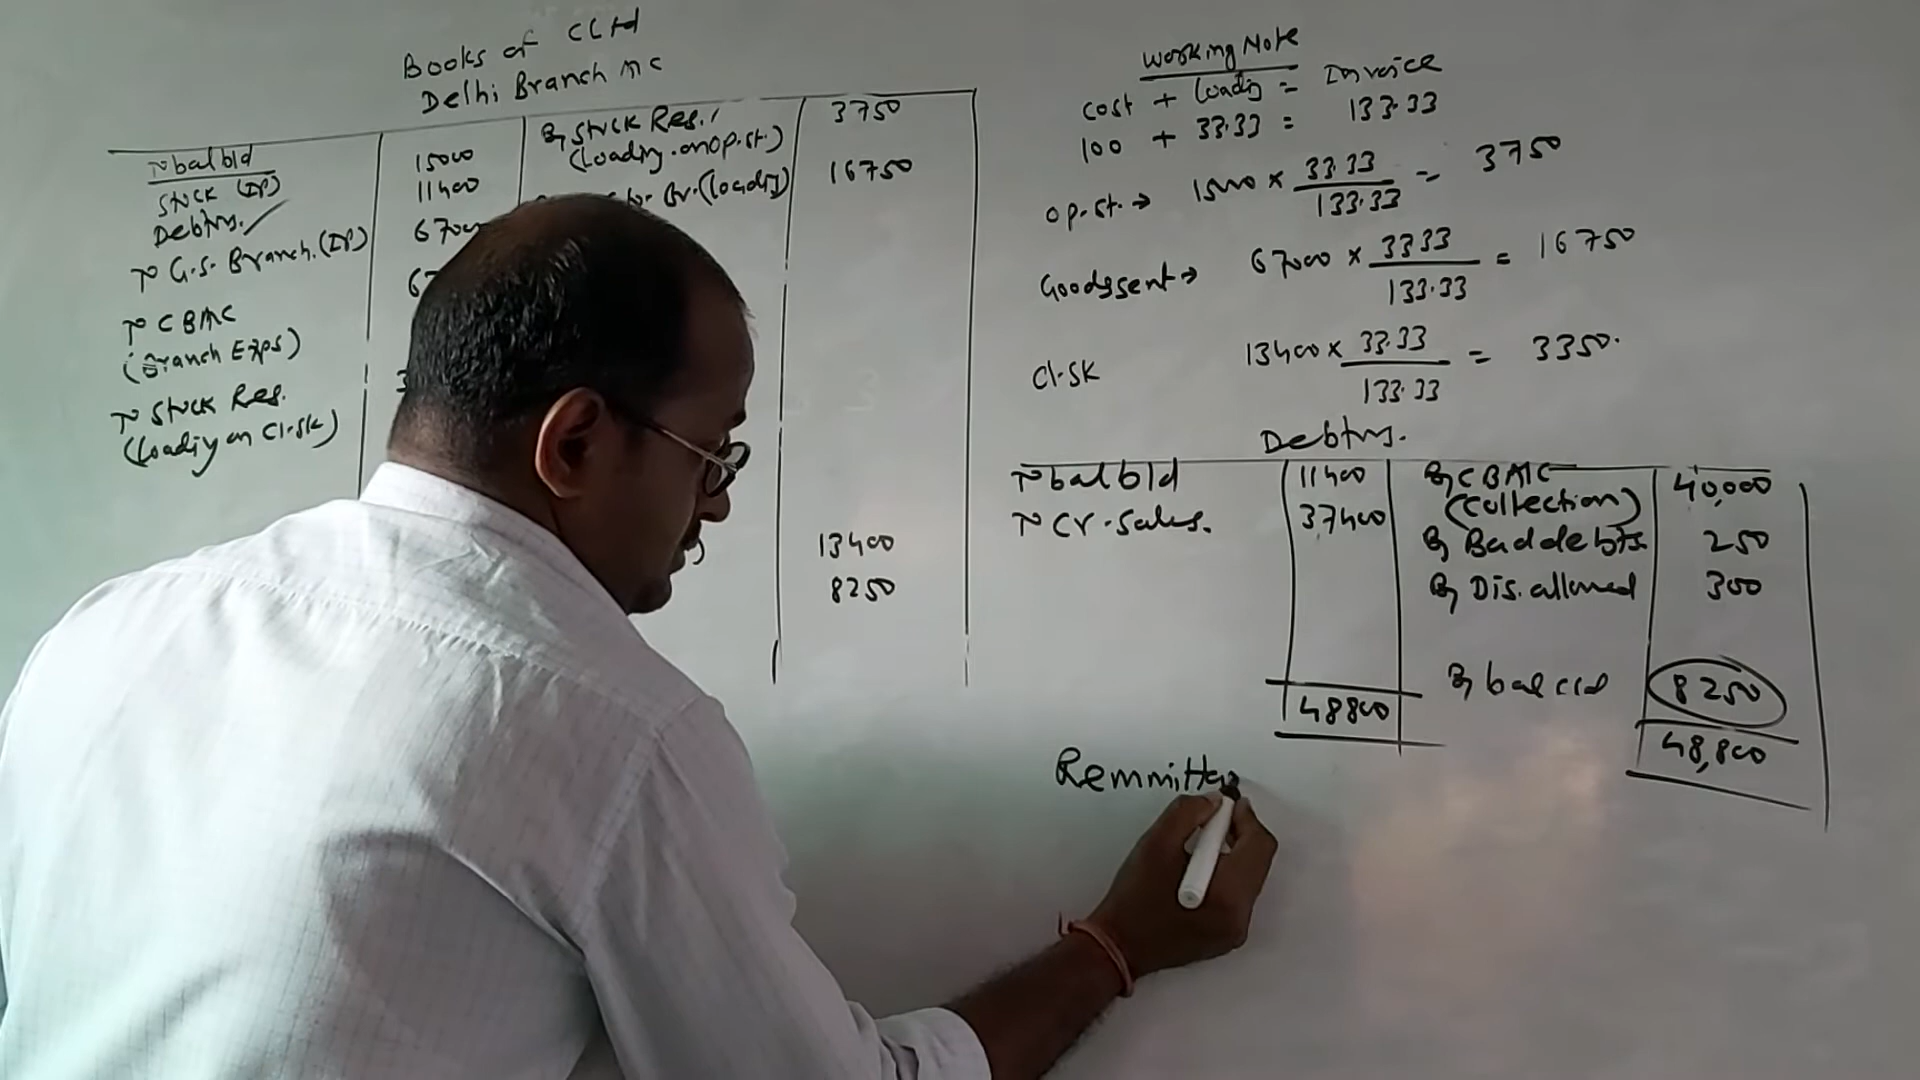 Books of C Ltd
Delhi Branch A/C
To bal b/d 15000 By Stock Res. 3750
Stock (IP) 11400 (Loading on op. st.)
Debtors. Br. (Loading) 16750
To G.S. Branch. (IP)
To C B A/C
(Branch Exps)
To Stock Res.
(Loading on Cl. Sk)
13400
8250
Working Note
Cost + Loading = Invoice
100 + 33.33 = 133.33
Op. st. → 15000 × 33.33 / 133.33 = 3750
Goods sent → 67000 × 33.33 / 133.33 = 16750
Cl. Sk 13400 × 33.33 / 133.33 = 3350.
Debtors.
To bal b/d 11400 By C B A/C 40,000
To Cr. Sales. 37400 (Collection)
By Bad debts 250
By Dis. allowed 300
By bal c/d 8250
48800 48,800
Remmitta